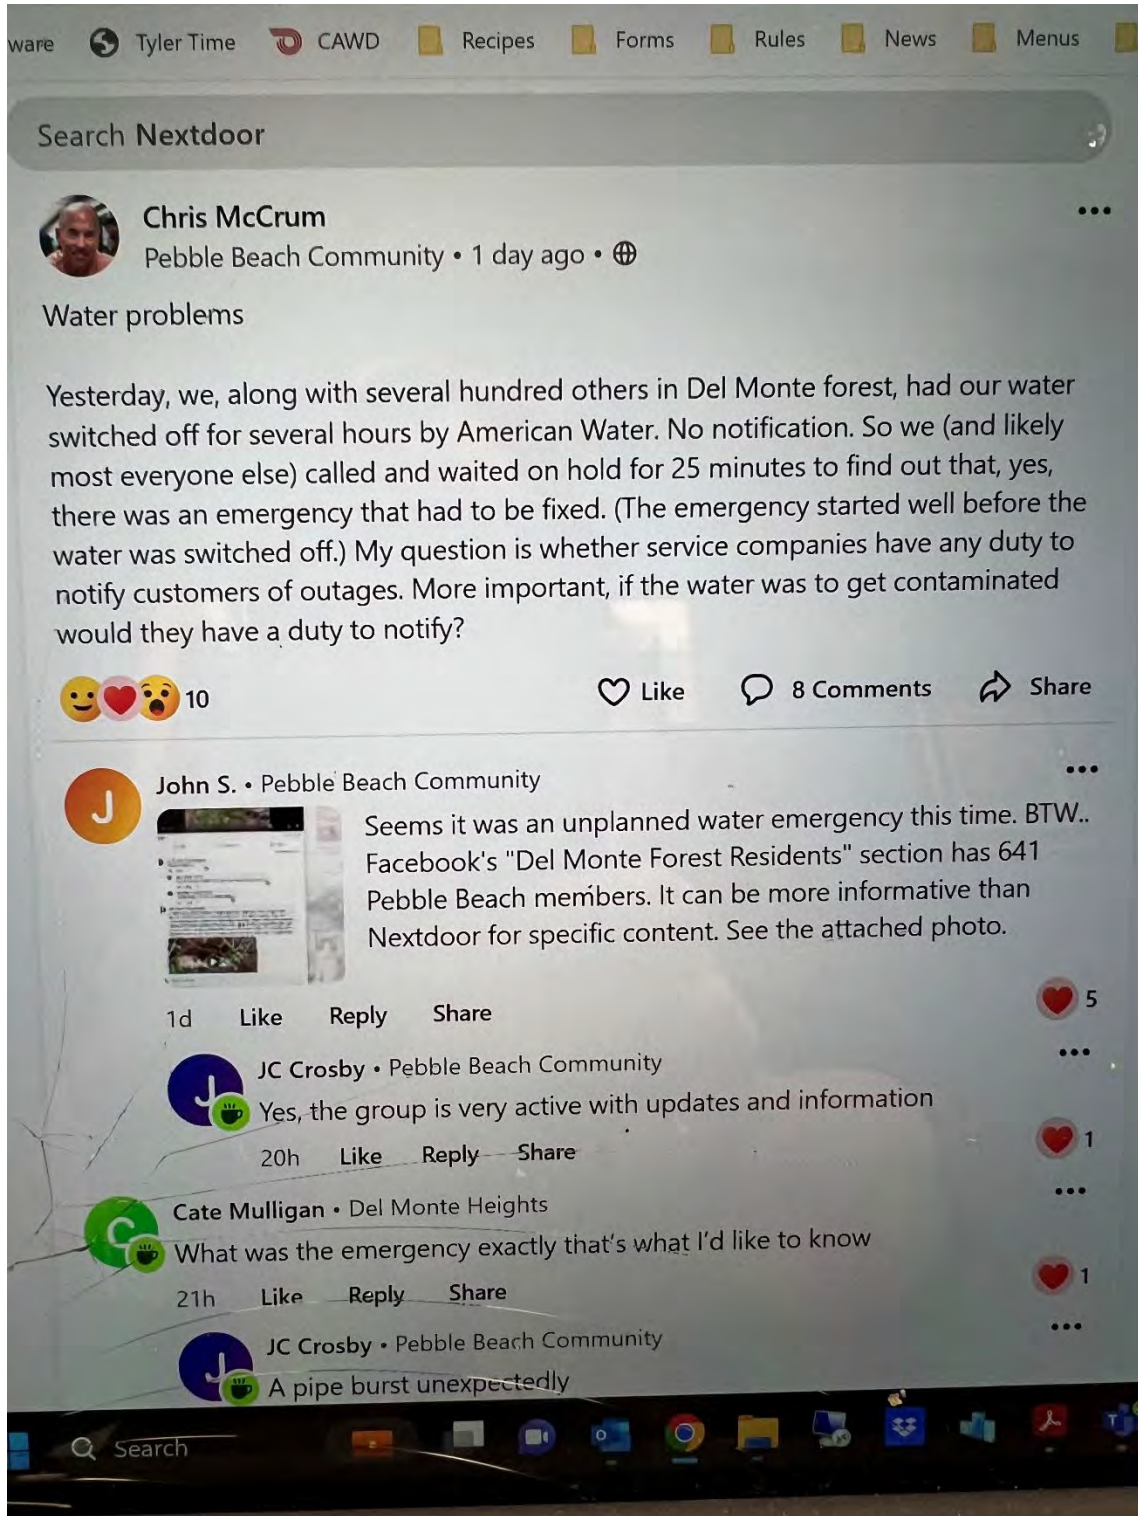 ware Tyler Time CAWD Recipes Forms Rules News Menus
Search Nextdoor
Chris McCrum
Pebble Beach Community • 1 day ago •
Water problems
Yesterday, we, along with several hundred others in Del Monte forest, had our water
switched off for several hours by American Water. No notification. So we (and likely
most everyone else) called and waited on hold for 25 minutes to find out that, yes,
there was an emergency that had to be fixed. (The emergency started well before the
water was switched off.) My question is whether service companies have any duty to
notify customers of outages. More important, if the water was to get contaminated
would they have a duty to notify?
10 Like 8 Comments Share
J
John S. • Pebble Beach Community
Seems it was an unplanned water emergency this time. BTW..
Facebook's "Del Monte Forest Residents" section has 641
Pebble Beach members. It can be more informative than
Nextdoor for specific content. See the attached photo.
5
1d Like Reply Share
J
JC Crosby • Pebble Beach Community
Yes, the group is very active with updates and information
1
20h Like Reply Share
C
Cate Mulligan • Del Monte Heights
What was the emergency exactly that's what I'd like to know
1
21h Like Reply Share
J
JC Crosby • Pebble Beach Community
A pipe burst unexpectedly
Search